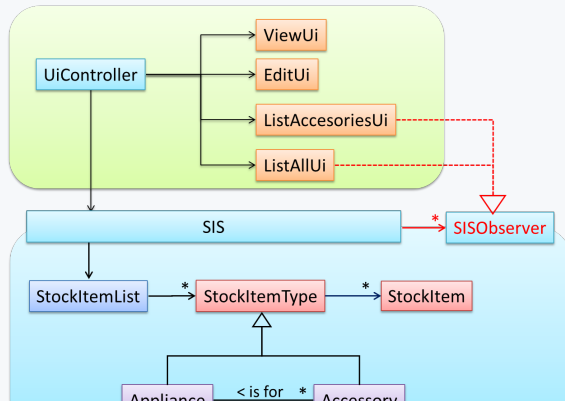 ViewUi
UiController
EditUi
ListAccesoriesUi
ListAllUi
SIS
*
SISObserver
StockItemList
*
StockItemType
*
StockItem
Appliance
< is for
*
Accessory